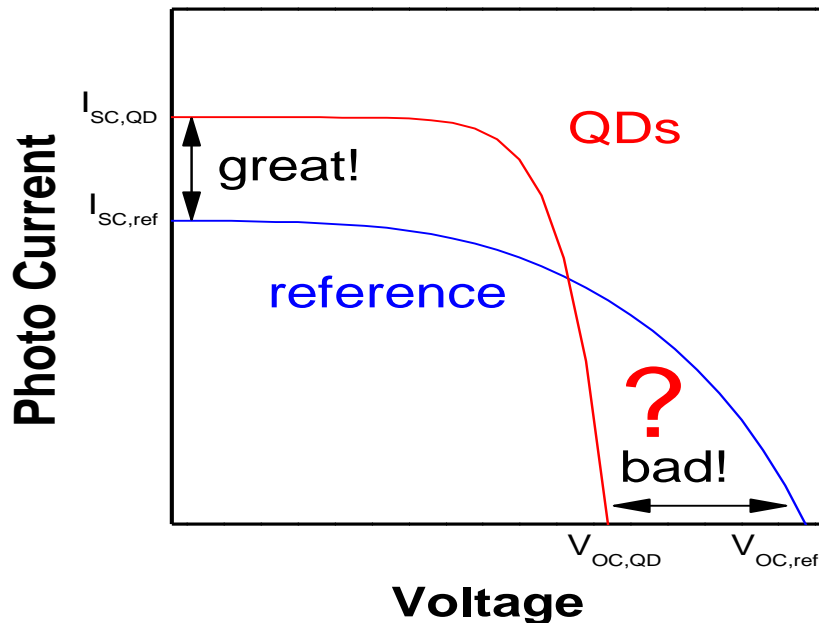 I_SC,QD
QDs
great!
I_SC,ref
reference
Photo Current
?
bad!
V_OC,QD
V_OC,ref
Voltage